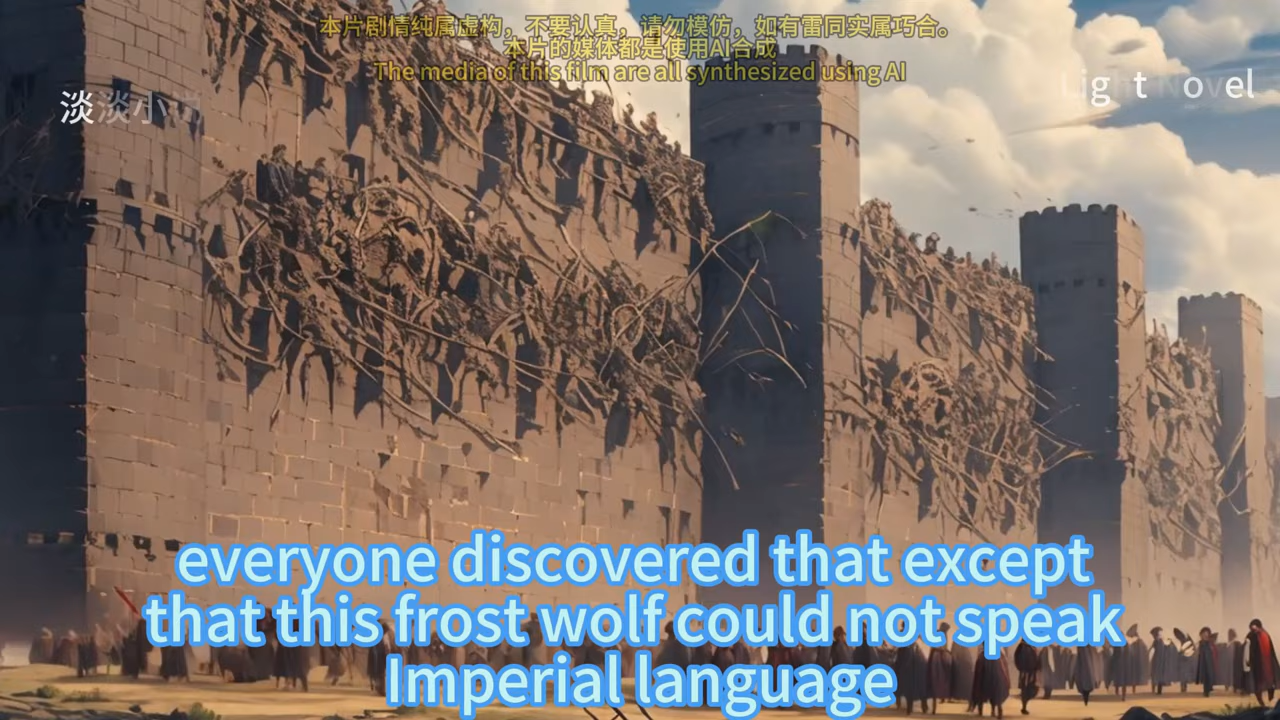 本片剧情纯属虚构，不要认真，请勿模仿，如有雷同实属巧合。
本片的媒体都是使用AI合成
The media of this film are all synthesized using AI
Light Novel
淡淡小说
everyone discovered that except
that this frost wolf could not speak
Imperial language